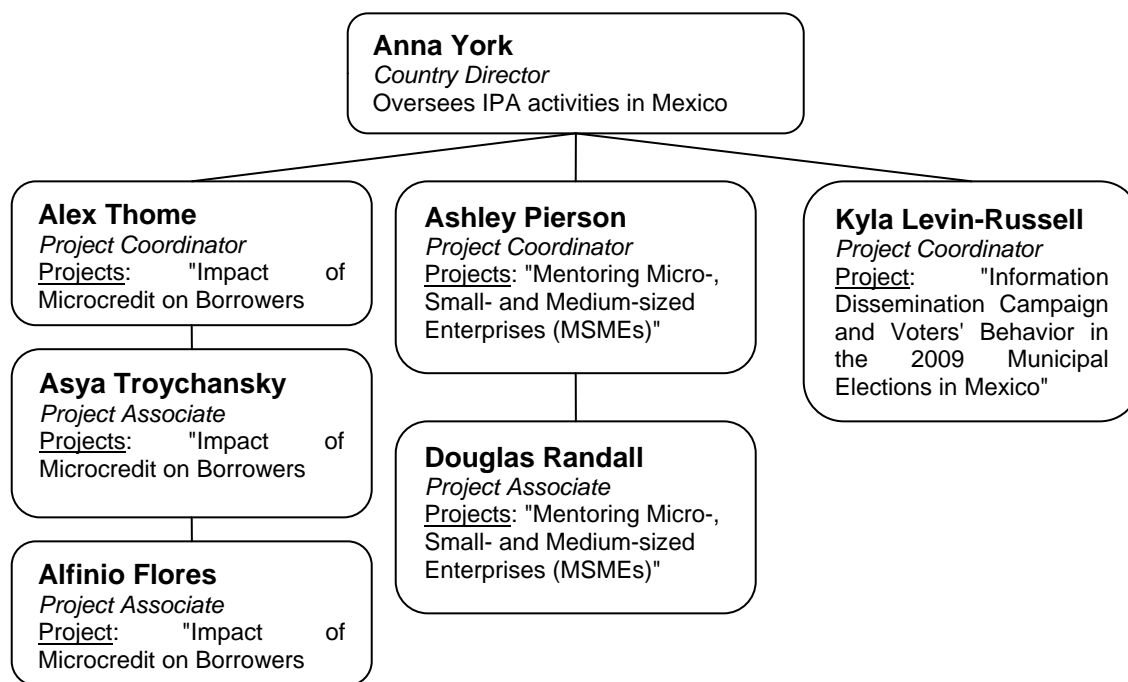 Anna York
Country Director
Oversees IPA activities in Mexico
Alex Thome
Project Coordinator
Projects: "Impact of
Microcredit on Borrowers
Asya Troychansky
Project Associate
Projects: "Impact of
Microcredit on Borrowers
Alfinio Flores
Project Associate
Project: "Impact of
Microcredit on Borrowers
Ashley Pierson
Project Coordinator
Projects: "Mentoring Micro-,
Small- and Medium-sized
Enterprises (MSMEs)"
Douglas Randall
Project Associate
Projects: "Mentoring Micro-,
Small- and Medium-sized
Enterprises (MSMEs)"
Kyla Levin-Russell
Project Coordinator
Project: "Information
Dissemination Campaign
and Voters' Behavior in
the 2009 Municipal
Elections in Mexico"